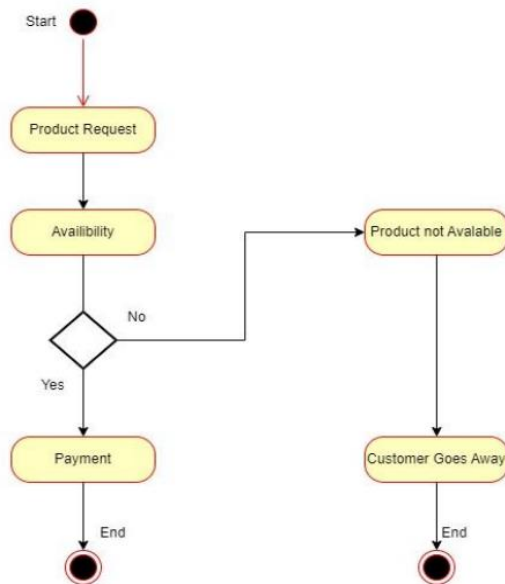 Start
Product Request
Availibility
Product not Avalable
No
Yes
Payment
Customer Goes Away
End
End